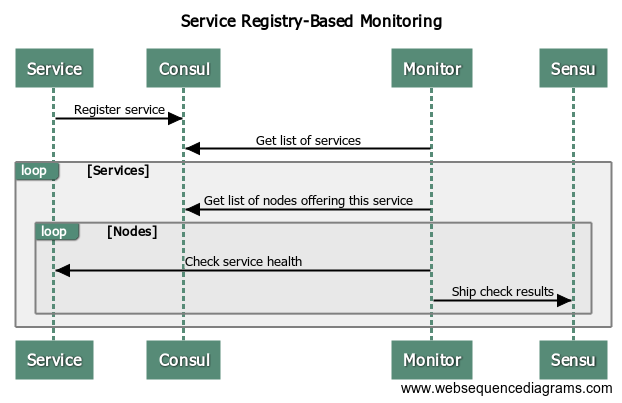 Service Registry-Based Monitoring
Service Consul Monitor Sensu
Register service
Get list of services
loop [Services]
Get list of nodes offering this service
loop [Nodes]
Check service health
Ship check results
Service Consul Monitor Sensu
www.websequencediagrams.com